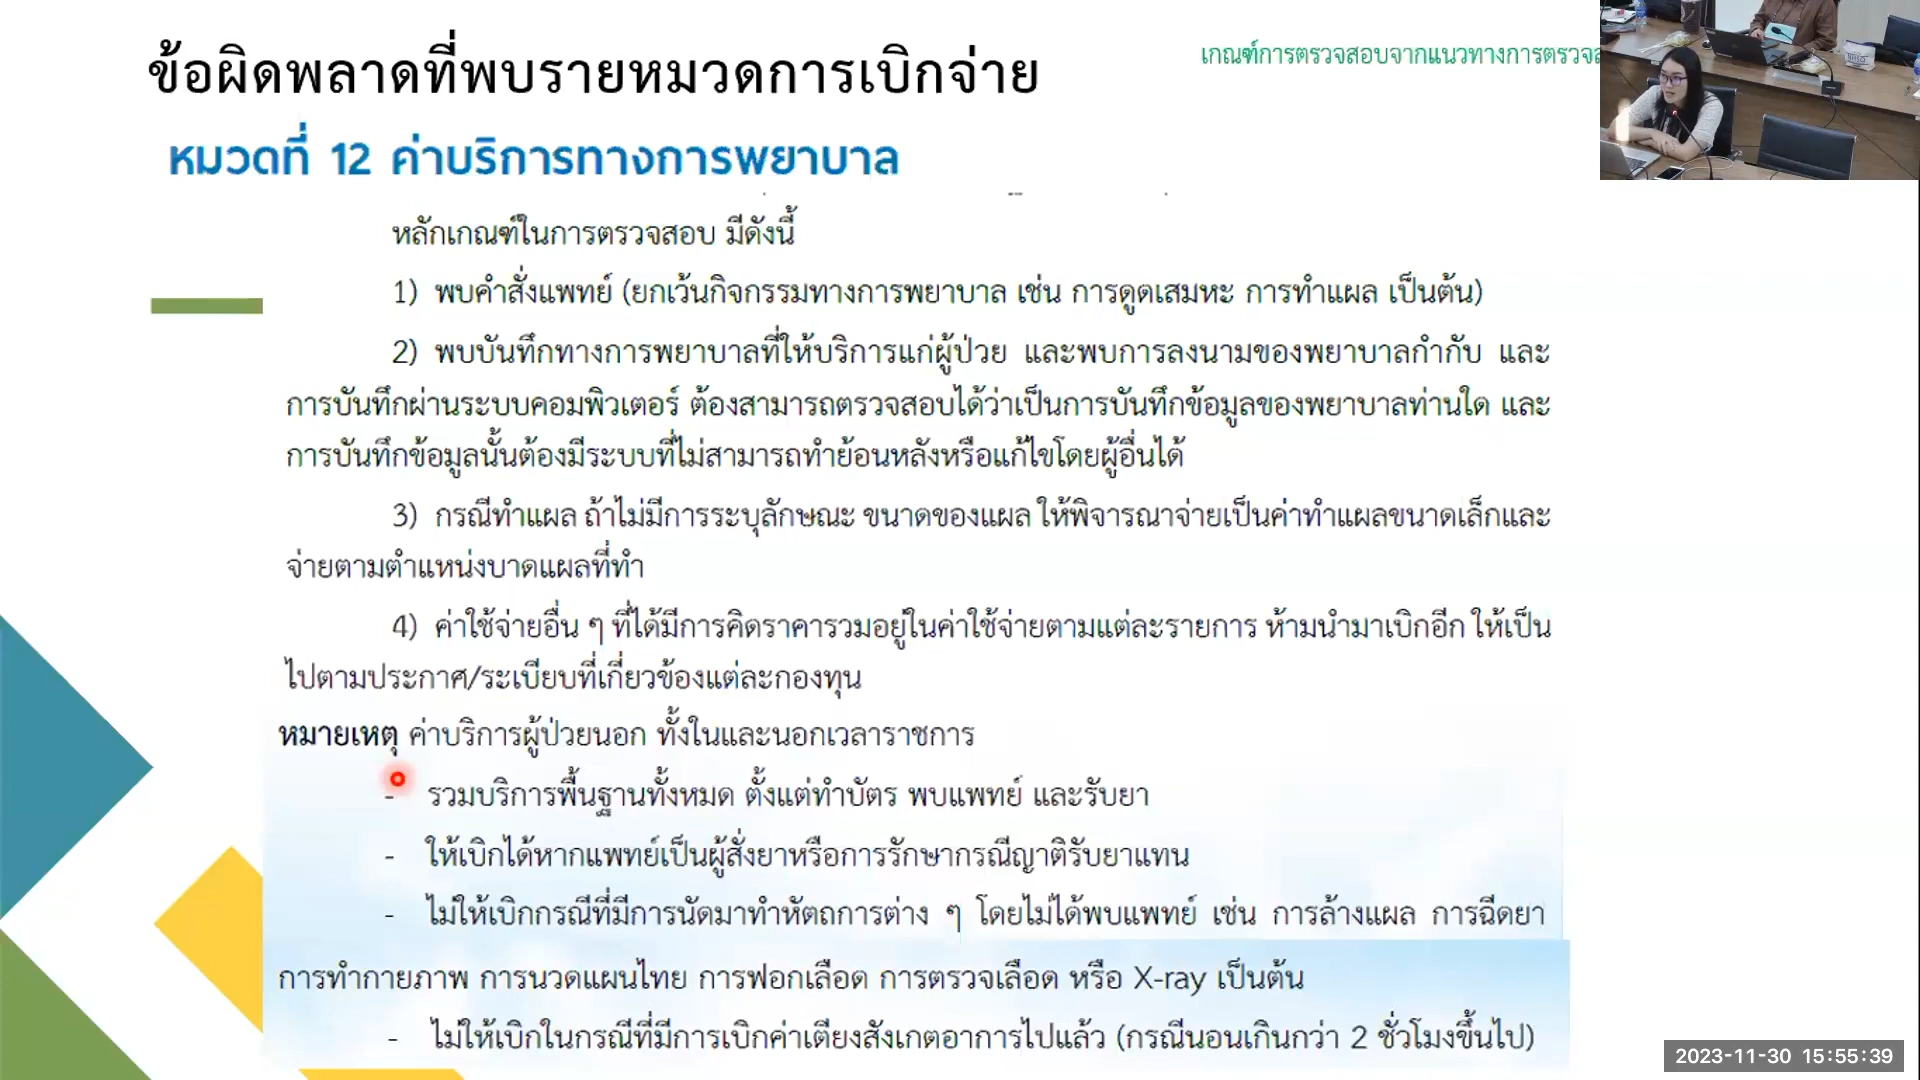 ข้อผิดพลาดที่พบรายหมวดการเบิกจ่าย
เกณฑ์การตรวจสอบจากแนวทางการตรวจ
หมวดที่ 12 ค่าบริการทางการพยาบาล
หลักเกณฑ์ในการตรวจสอบ มีดังนี้
1) พบคำสั่งแพทย์ (ยกเว้นกิจกรรมทางการพยาบาล เช่น การดูดเสมหะ การทำแผล เป็นต้น)
2) พบบันทึกทางการพยาบาลที่ให้บริการแก่ผู้ป่วย และพบการลงนามของพยาบาลกำกับ และ
การบันทึกผ่านระบบคอมพิวเตอร์ ต้องสามารถตรวจสอบได้ว่าเป็นการบันทึกข้อมูลของพยาบาลท่านใด และ
การบันทึกข้อมูลนั้นต้องมีระบบที่ไม่สามารถทำย้อนหลังหรือแก้ไขโดยผู้อื่นได้
3) กรณีทำแผล ถ้าไม่มีการระบุลักษณะ ขนาดของแผล ให้พิจารณาจ่ายเป็นค่าทำแผลขนาดเล็กและ
จ่ายตามตำแหน่งบาดแผลที่ทำ
4) ค่าใช้จ่ายอื่น ๆ ที่ได้มีการคิดราคารวมอยู่ในค่าใช้จ่ายตามแต่ละรายการ ห้ามนำมาเบิกอีก ให้เป็น
ไปตามประกาศ/ระเบียบที่เกี่ยวข้องแต่ละกองทุน
หมายเหตุ ค่าบริการผู้ป่วยนอก ทั้งในและนอกเวลาราชการ
- รวมบริการพื้นฐานทั้งหมด ตั้งแต่ทำบัตร พบแพทย์ และรับยา
- ให้เบิกได้หากแพทย์เป็นผู้สั่งยาหรือการรักษากรณีญาติรับยาแทน
- ไม่ให้เบิกกรณีที่มีการนัดมาทำหัตถการต่าง ๆ โดยไม่ได้พบแพทย์ เช่น การล้างแผล การฉีดยา
การทำกายภาพ การนวดแผนไทย การฟอกเลือด การตรวจเลือด หรือ X-ray เป็นต้น
- ไม่ให้เบิกในกรณีที่มีการเบิกค่าเตียงสังเกตอาการไปแล้ว (กรณีนอนเกินกว่า 2 ชั่วโมงขึ้นไป)
2023-11-30 15:55:39